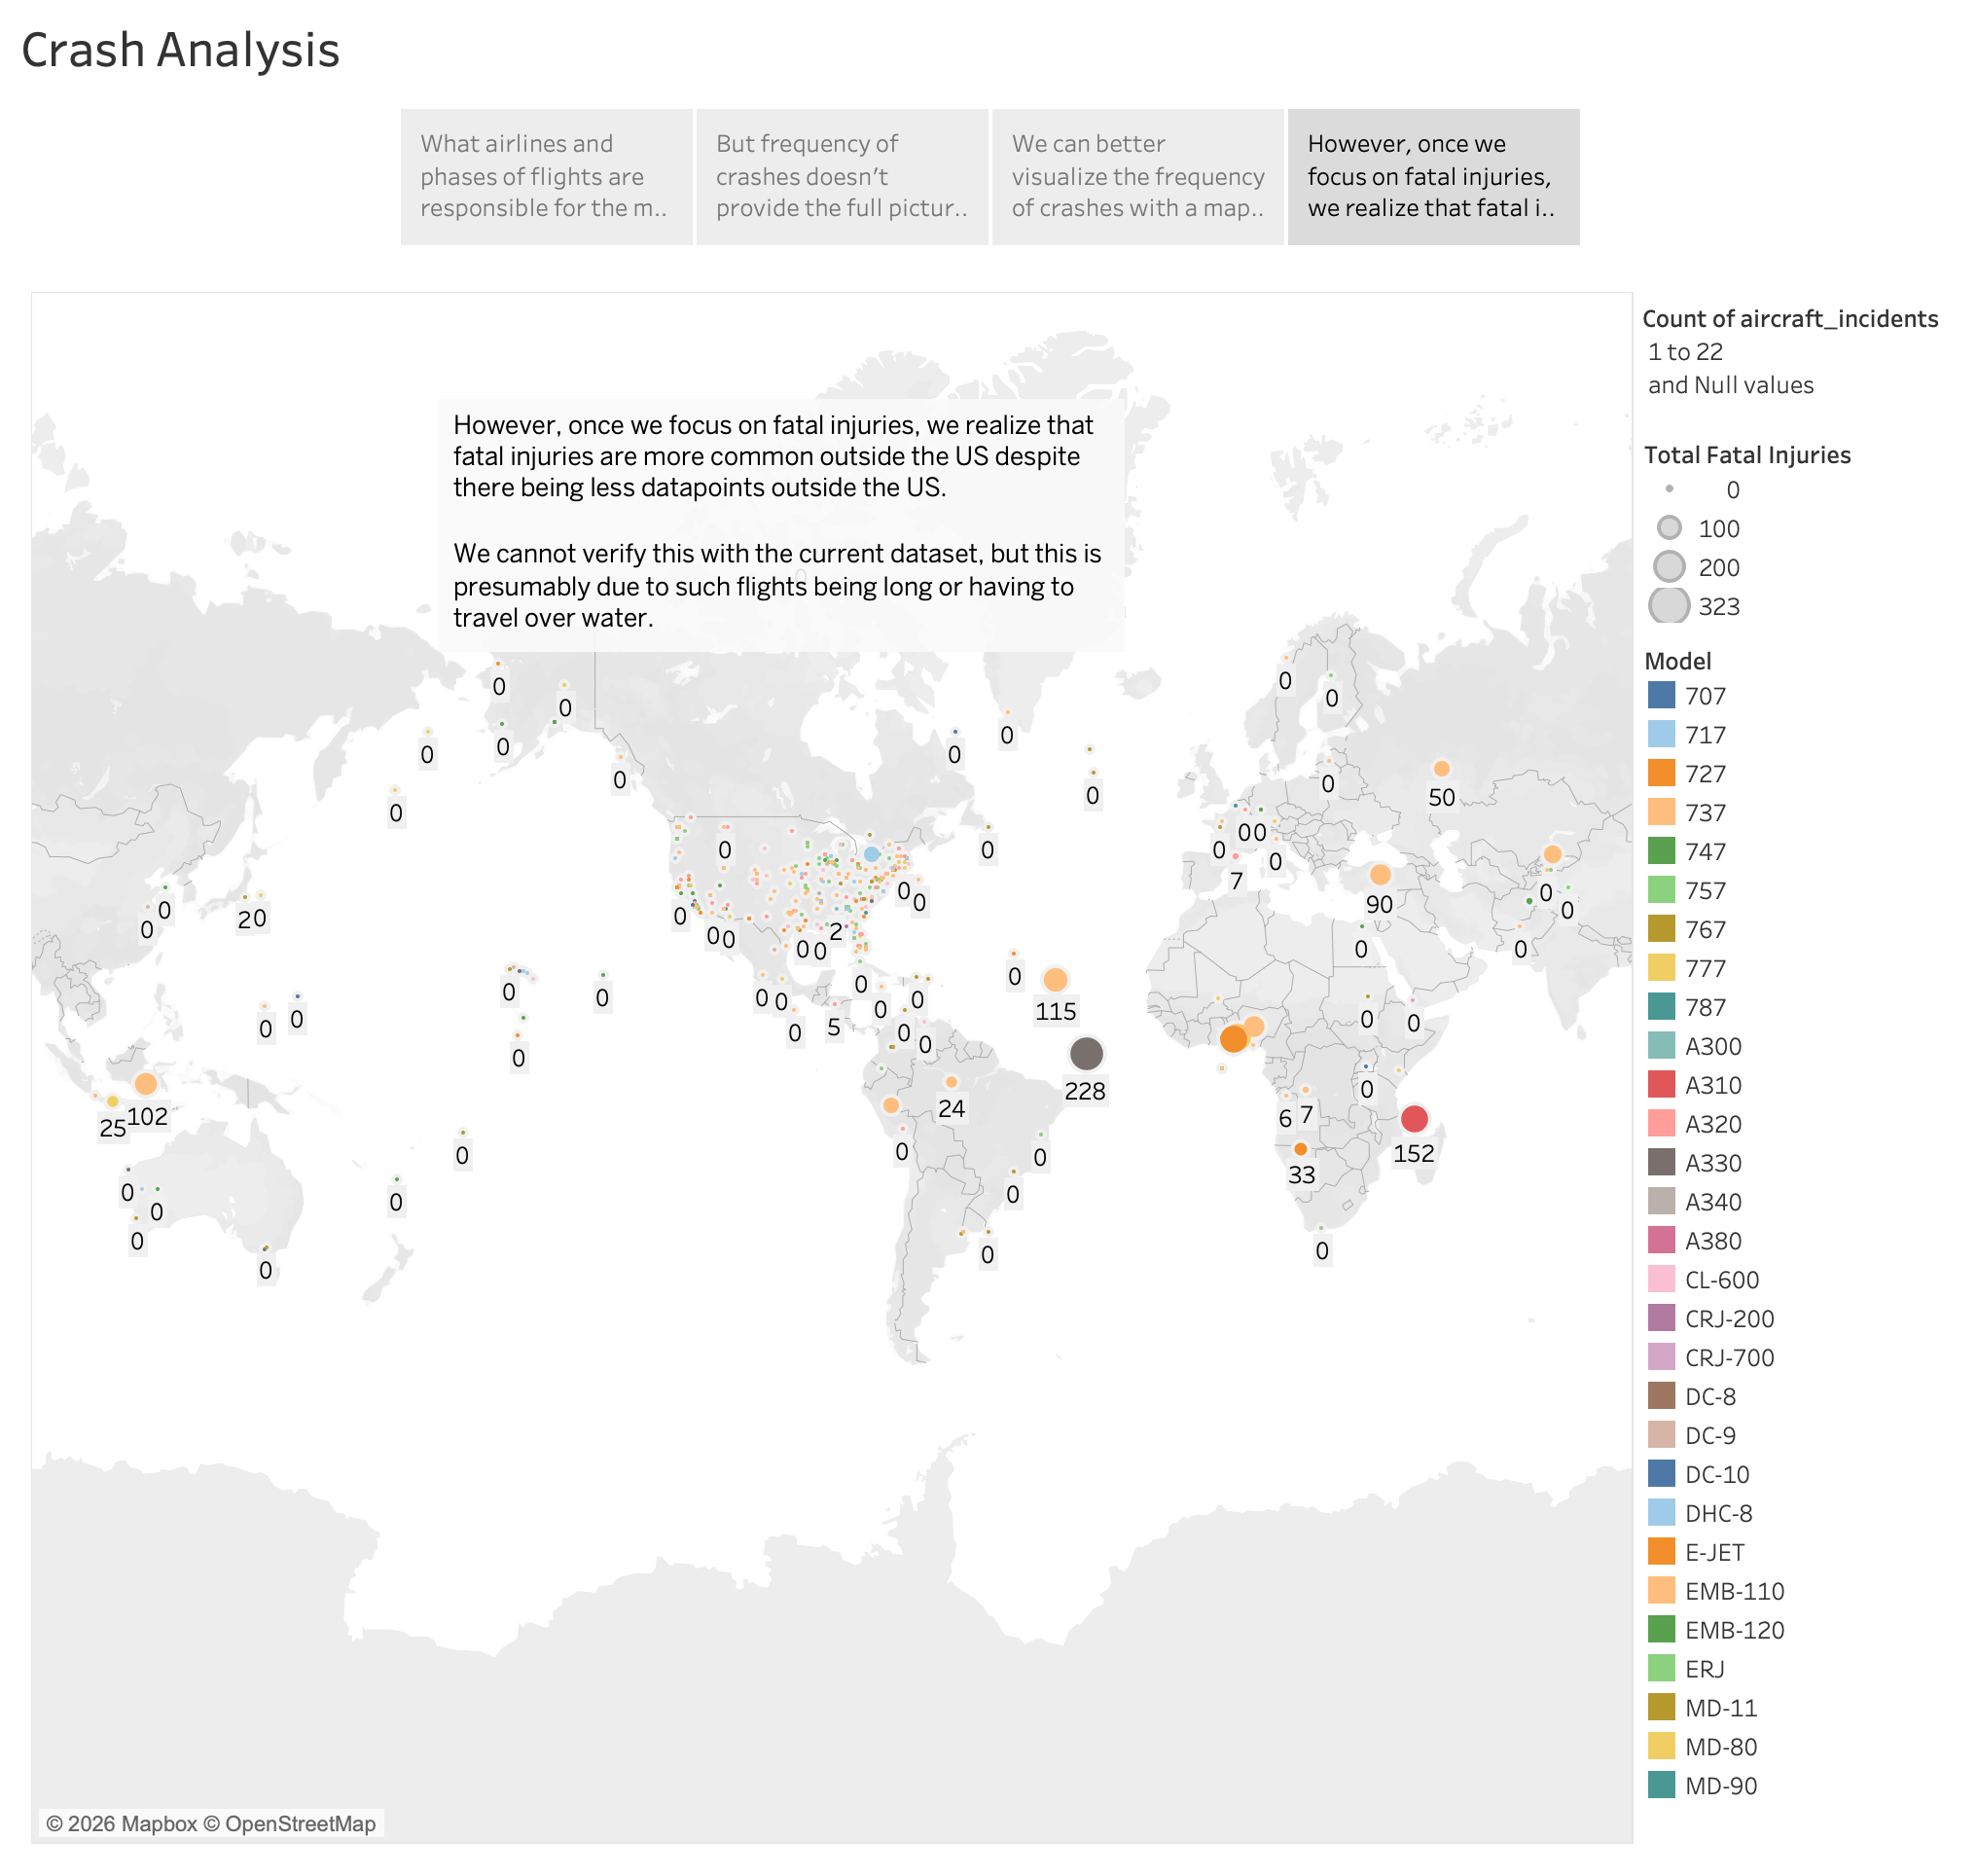 Crash Analysis
What airlines and
phases of flights are
responsible for the m..
But frequency of
crashes doesn't
provide the full pictur..
We can better
visualize the frequency
of crashes with a map..
However, once we
focus on fatal injuries,
we realize that fatal i..
However, once we focus on fatal injuries, we realize that
fatal injuries are more common outside the US despite
there being less datapoints outside the US.
We cannot verify this with the current dataset, but this is
presumably due to such flights being long or having to
travel over water.
0
0
0
0
0
0
0
0
0
0
0
0
50
0
0
0
0
0
0
7
90
0
0
0
0
20
0
0
0
0
0
0
2
0
0
0
0
0
0
0
0
0
115
0
0
0
0
0
0
0
5
0
0
0
0
228
25
102
24
0
6
7
152
0
0
0
33
0
0
0
0
0
0
0
0
0
Count of aircraft_incidents
1 to 22
and Null values
Total Fatal Injuries
0
100
200
323
Model
707
717
727
737
747
757
767
777
787
A300
A310
A320
A330
A340
A380
CL-600
CRJ-200
CRJ-700
DC-8
DC-9
DC-10
DHC-8
E-JET
EMB-110
EMB-120
ERJ
MD-11
MD-80
MD-90
© 2026 Mapbox © OpenStreetMap